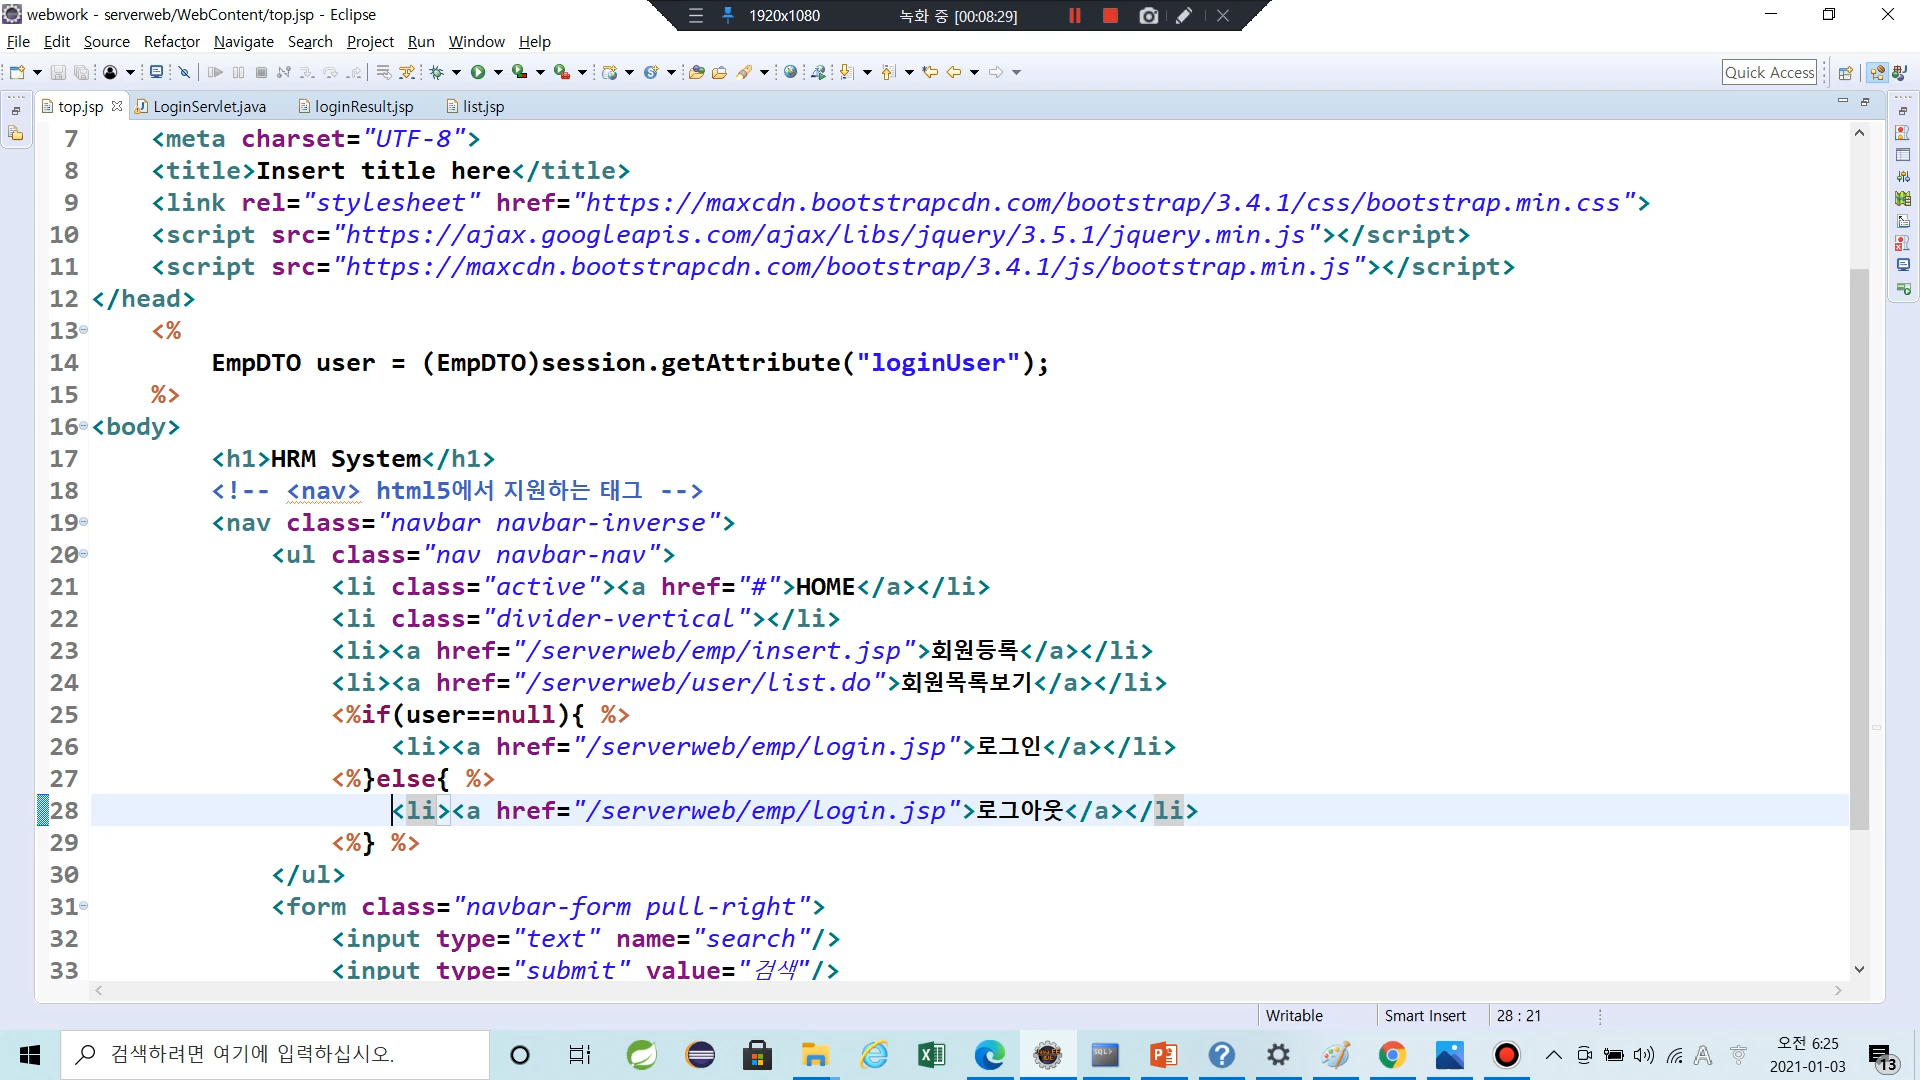 webwork - serverweb/WebContent/top.jsp - Eclipse
1920x1080
녹화 중 [00:08:29]
File Edit Source Refactor Navigate Search Project Run Window Help
Quick Access
top.jsp LoginServlet.java loginResult.jsp list.jsp
7 <meta charset="UTF-8">
8 <title>Insert title here</title>
9 <link rel="stylesheet" href="https://maxcdn.bootstrapcdn.com/bootstrap/3.4.1/css/bootstrap.min.css">
10 <script src="https://ajax.googleapis.com/ajax/libs/jquery/3.5.1/jquery.min.js"></script>
11 <script src="https://maxcdn.bootstrapcdn.com/bootstrap/3.4.1/js/bootstrap.min.js"></script>
12 </head>
13 <%
14 EmpDTO user = (EmpDTO)session.getAttribute("loginUser");
15 %>
16 <body>
17 <h1>HRM System</h1>
18 <!-- <nav> html5에서 지원하는 태그 -->
19 <nav class="navbar navbar-inverse">
20 <ul class="nav navbar-nav">
21 <li class="active"><a href="#">HOME</a></li>
22 <li class="divider-vertical"></li>
23 <li><a href="/serverweb/emp/insert.jsp">회원등록</a></li>
24 <li><a href="/serverweb/user/list.do">회원목록보기</a></li>
25 <%if(user==null){ %>
26 <li><a href="/serverweb/emp/login.jsp">로그인</a></li>
27 <%}else{ %>
28 <li><a href="/serverweb/emp/login.jsp">로그아웃</a></li>
29 <%} %>
30 </ul>
31 <form class="navbar-form pull-right">
32 <input type="text" name="search"/>
33 <input type="submit" value="검색"/>
Writable Smart Insert 28 : 21
검색하려면 여기에 입력하십시오.
오전 6:25
2021-01-03
13